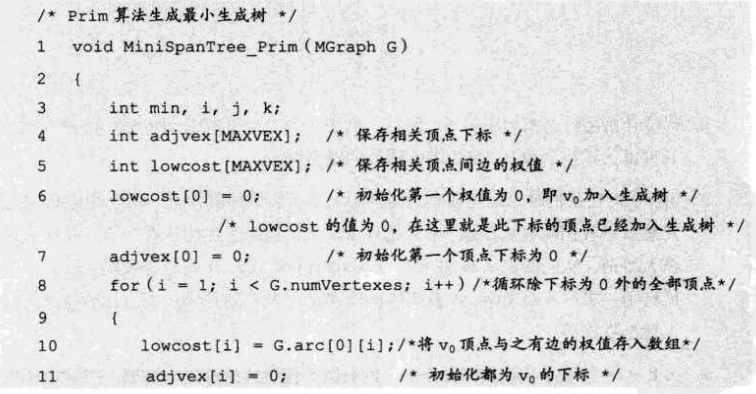 /* Prim 算法生成最小生成树 */
1 void MiniSpanTree_Prim(MGraph G)
2 {
3 int min, i, j, k;
4 int adjvex[MAXVEX]; /* 保存相关顶点下标 */
5 int lowcost[MAXVEX]; /* 保存相关顶点间边的权值 */
6 lowcost[0] = 0; /* 初始化第一个权值为 0, 即 v₀加入生成树 */
/* lowcost 的值为 0, 在这里就是此下标的顶点已经加入生成树 */
7 adjvex[0] = 0; /* 初始化第一个顶点下标为 0 */
8 for(i = 1; i < G.numVertexes; i++) /*循环除下标为 0 外的全部顶点*/
9 {
10 lowcost[i] = G.arc[0][i];/*将 v₀顶点与之有边的权值存入数组*/
11 adjvex[i] = 0; /* 初始化都为 v₀的下标 */